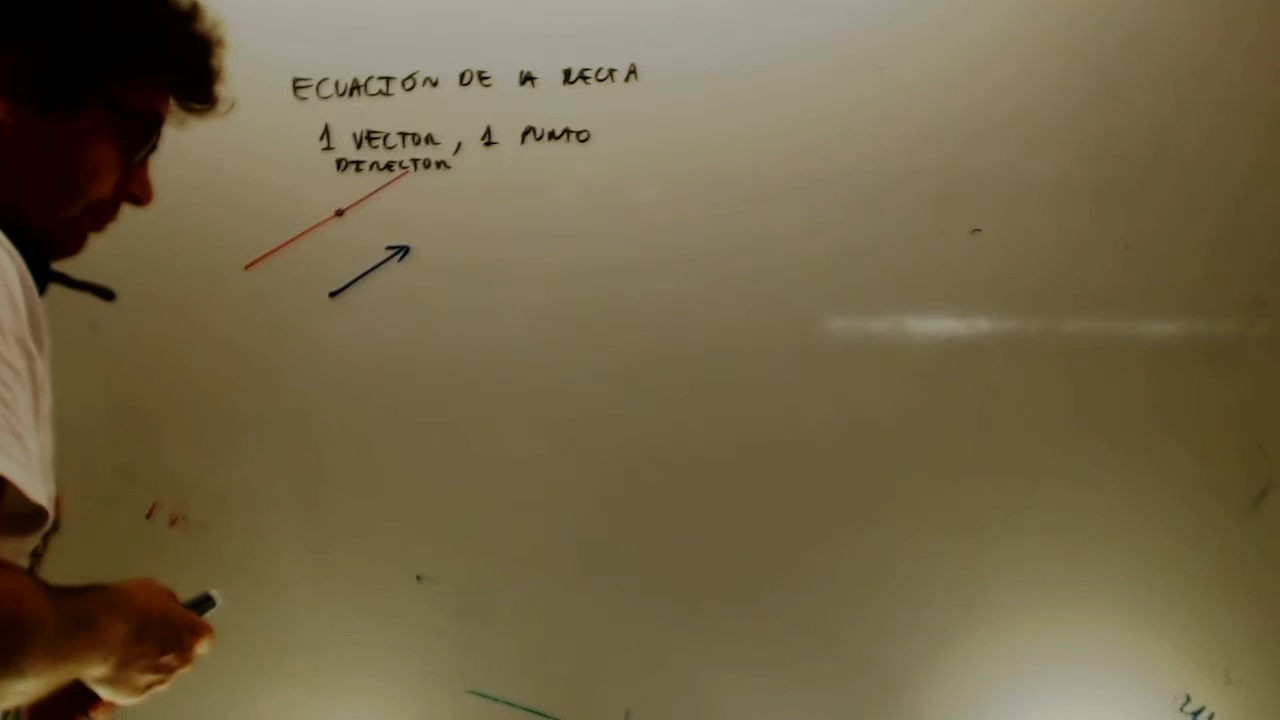 ECUACIÓN DE LA RECTA
1 VECTOR, 1 PUNTO
DIRECTOR